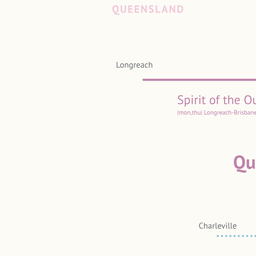 QUEENSLAND
Longreach
Spirit of the Ou
(mon,thu) Longreach-Brisbane
Qu
Charleville